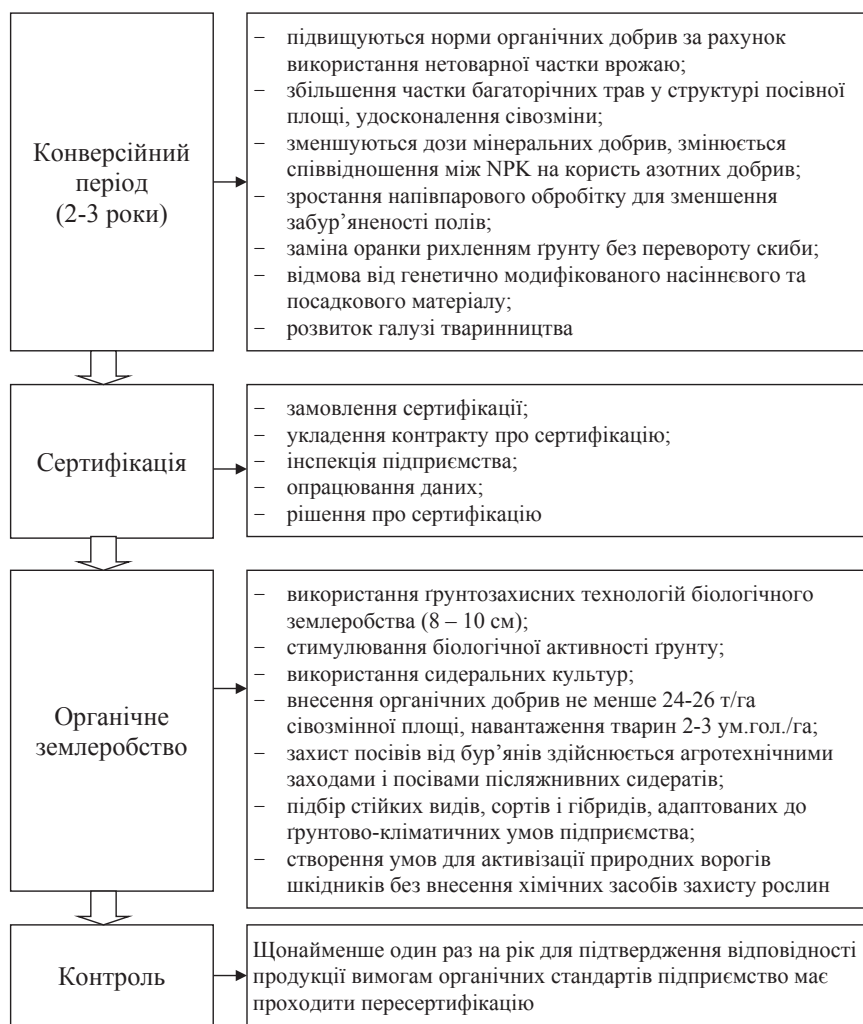 Конверсійний
період
(2-3 роки)
− підвищуються норми органічних добрив за рахунок
використання нетоварної частки врожаю;
− збільшення частки багаторічних трав у структурі посівної
площі, удосконалення сівозміни;
− зменшуються дози мінеральних добрив, змінюється
співвідношення між NPK на користь азотних добрив;
− зростання напівпарового обробітку для зменшення
забур’яненості полів;
− заміна оранки рихленням ґрунту без перевороту скиби;
− відмова від генетично модифікованого насіннєвого та
посадкового матеріалу;
− розвиток галузі тваринництва
Сертифікація
− замовлення сертифікації;
− укладення контракту про сертифікацію;
− інспекція підприємства;
− опрацювання даних;
− рішення про сертифікацію
Органічне
землеробство
− використання ґрунтозахисних технологій біологічного
землеробства (8 – 10 см);
− стимулювання біологічної активності ґрунту;
− використання сидеральних культур;
− внесення органічних добрив не менше 24-26 т/га
сівозмінної площі, навантаження тварин 2-3 ум.гол./га;
− захист посівів від бур’янів здійснюється агротехнічними
заходами і посівами післяжнивних сидератів;
− підбір стійких видів, сортів і гібридів, адаптованих до
ґрунтово-кліматичних умов підприємства;
− створення умов для активізації природних ворогів
шкідників без внесення хімічних засобів захисту рослин
Контроль
Щонайменше один раз на рік для підтвердження відповідності
продукції вимогам органічних стандартів підприємство має
проходити пересертифікацію